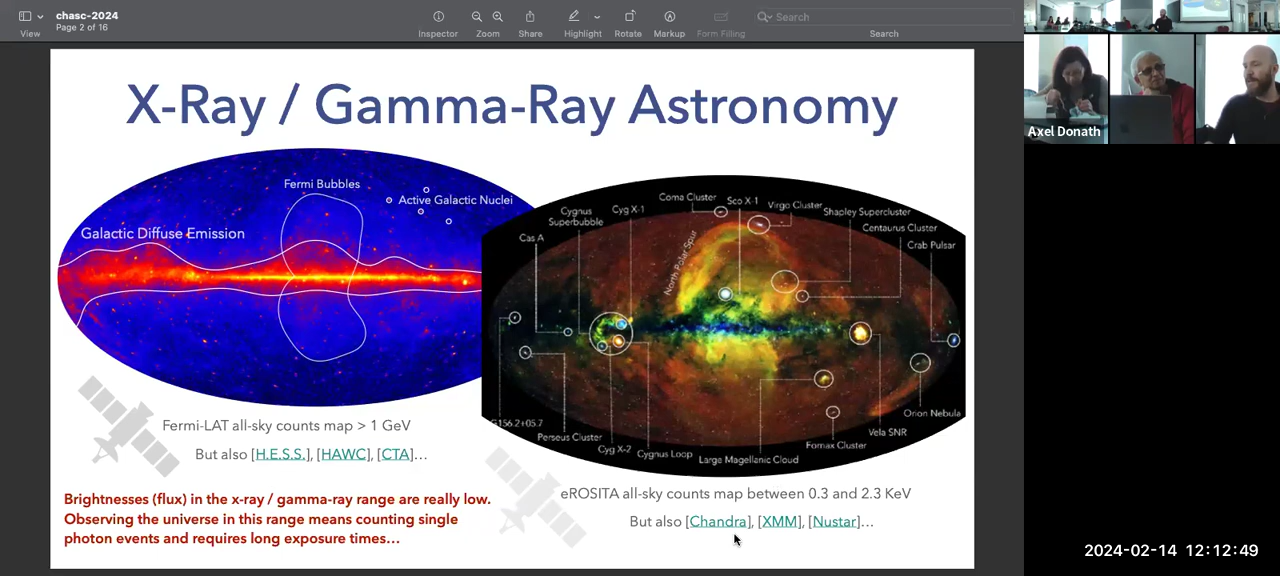 chasc-2024
Page 2 of 16
View
Inspector
Zoom
Share
Highlight
Rotate
Markup
Form Filling
Search
Search
X-Ray / Gamma-Ray Astronomy
Fermi Bubbles
Active Galactic Nuclei
Galactic Diffuse Emission
Coma Cluster
Sco X-1
Virgo Cluster
Shapley Supercluster
Centaurus Cluster
Crab Pulsar
Cygnus
Superbubble
Cyg X-1
Cas A
North Polar Spur
G156.2+05.7
Perseus Cluster
Cyg X-2
Cygnus Loop
Large Magellanic Cloud
Fornax Cluster
Vela SNR
Orion Nebula
Fermi-LAT all-sky counts map > 1 GeV
But also [H.E.S.S.], [HAWC], [CTA]...
Brightnesses (flux) in the x-ray / gamma-ray range are really low.
Observing the universe in this range means counting single
photon events and requires long exposure times...
eROSITA all-sky counts map between 0.3 and 2.3 KeV
But also [Chandra], [XMM], [Nustar]...
Axel Donath
2024-02-14 12:12:49